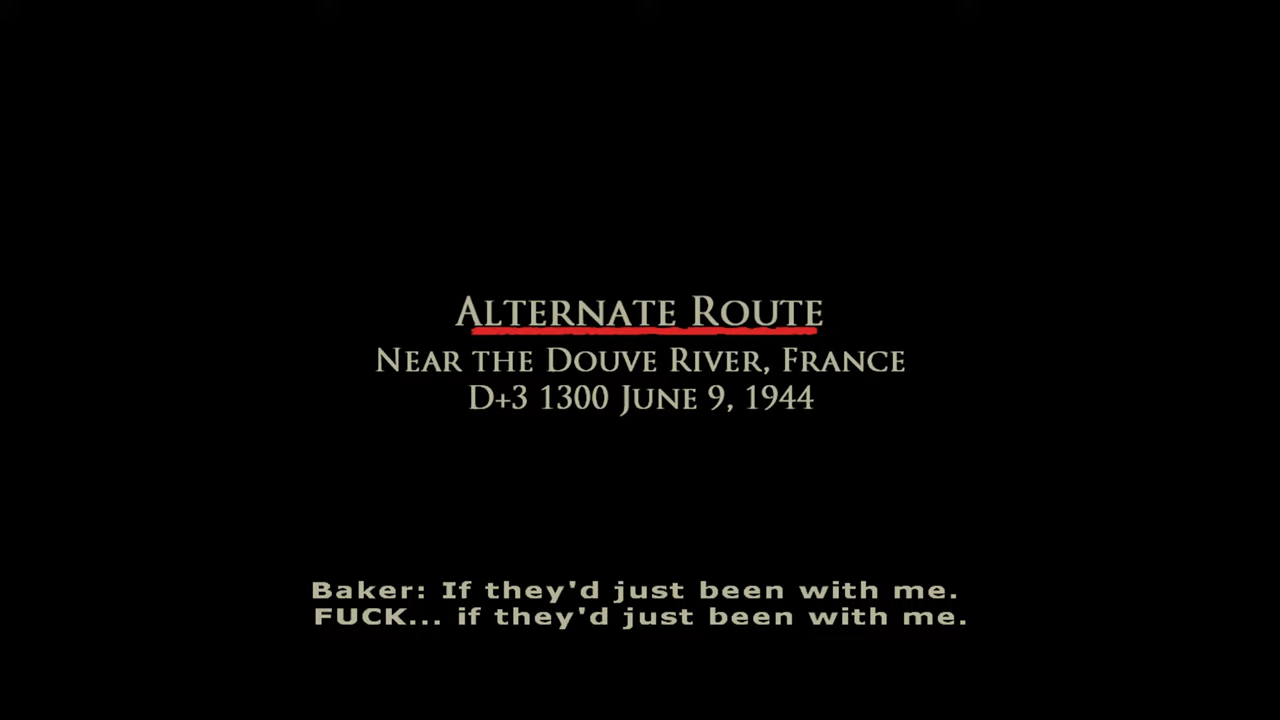 Alternate Route
Near the Douve River, France
D+3 1300 June 9, 1944
Baker: If they'd just been with me.
FUCK... if they'd just been with me.